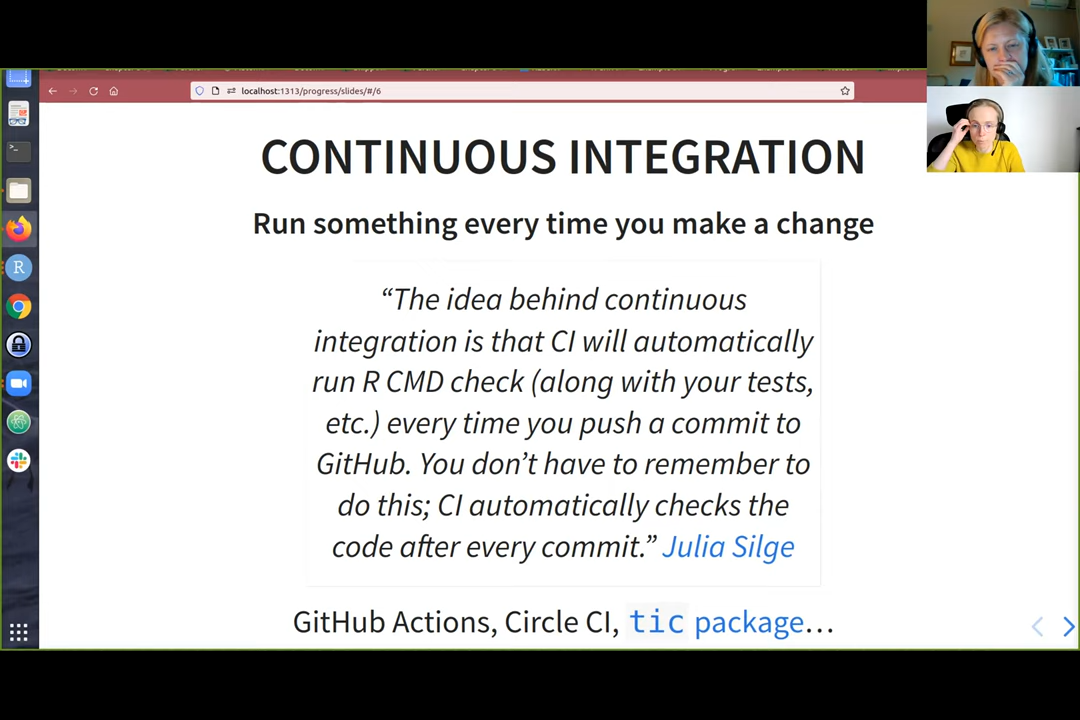 localhost:1313/progress/slides/#/6
CONTINUOUS INTEGRATION
Run something every time you make a change
“The idea behind continuous
integration is that CI will automatically
run R CMD check (along with your tests,
etc.) every time you push a commit to
GitHub. You don’t have to remember to
do this; CI automatically checks the
code after every commit.” Julia Silge
GitHub Actions, Circle CI, tic package…